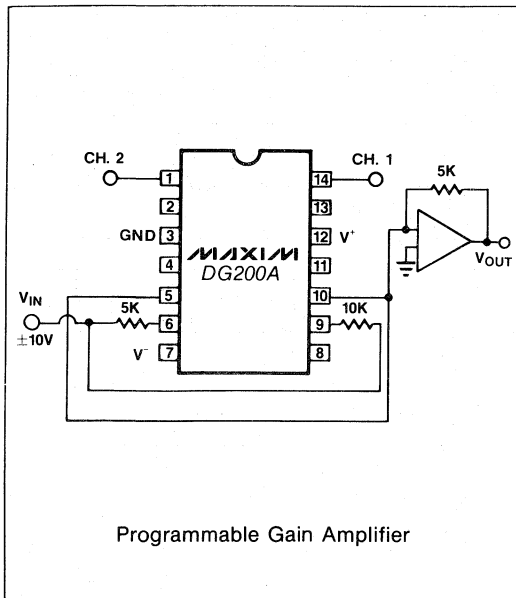 CH. 2
CH. 1
1
14
5K
2
13
GND 3
12 V⁺
MAXIM
DG200A
4
11
VOUT
5
10
VIN
5K
6
9
10K
±10V
V⁻ 7
8
Programmable Gain Amplifier